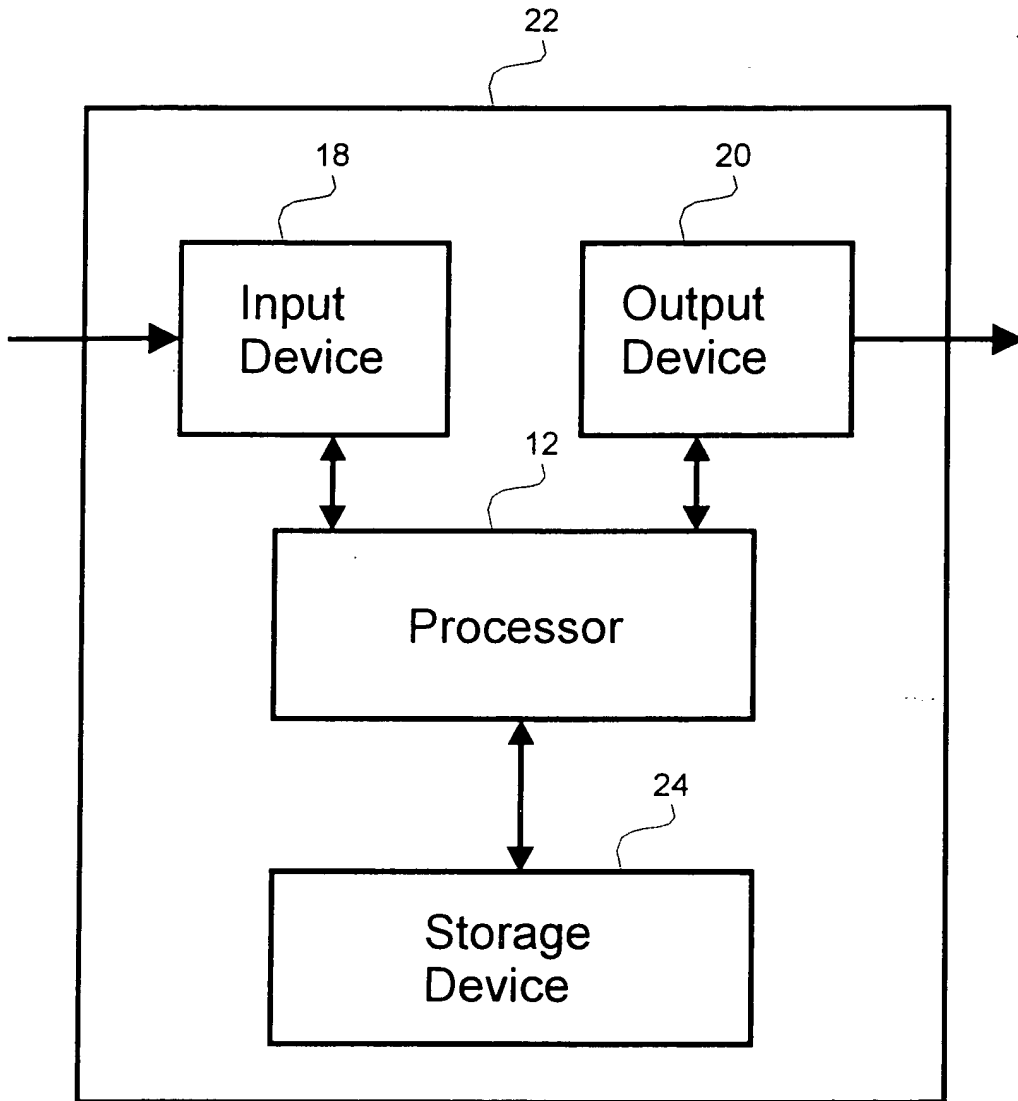 22
18
20
Input
Device
Output
Device
12
Processor
24
Storage
Device